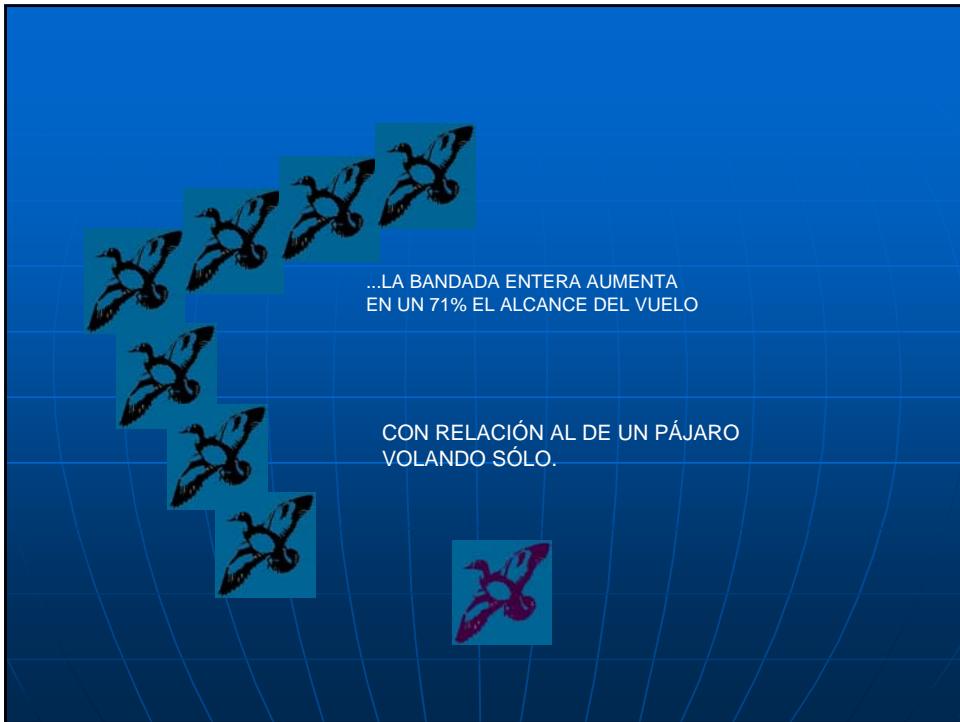 ...LA BANDADA ENTERA AUMENTA
EN UN 71% EL ALCANCE DEL VUELO
CON RELACIÓN AL DE UN PÁJARO
VOLANDO SÓLO.